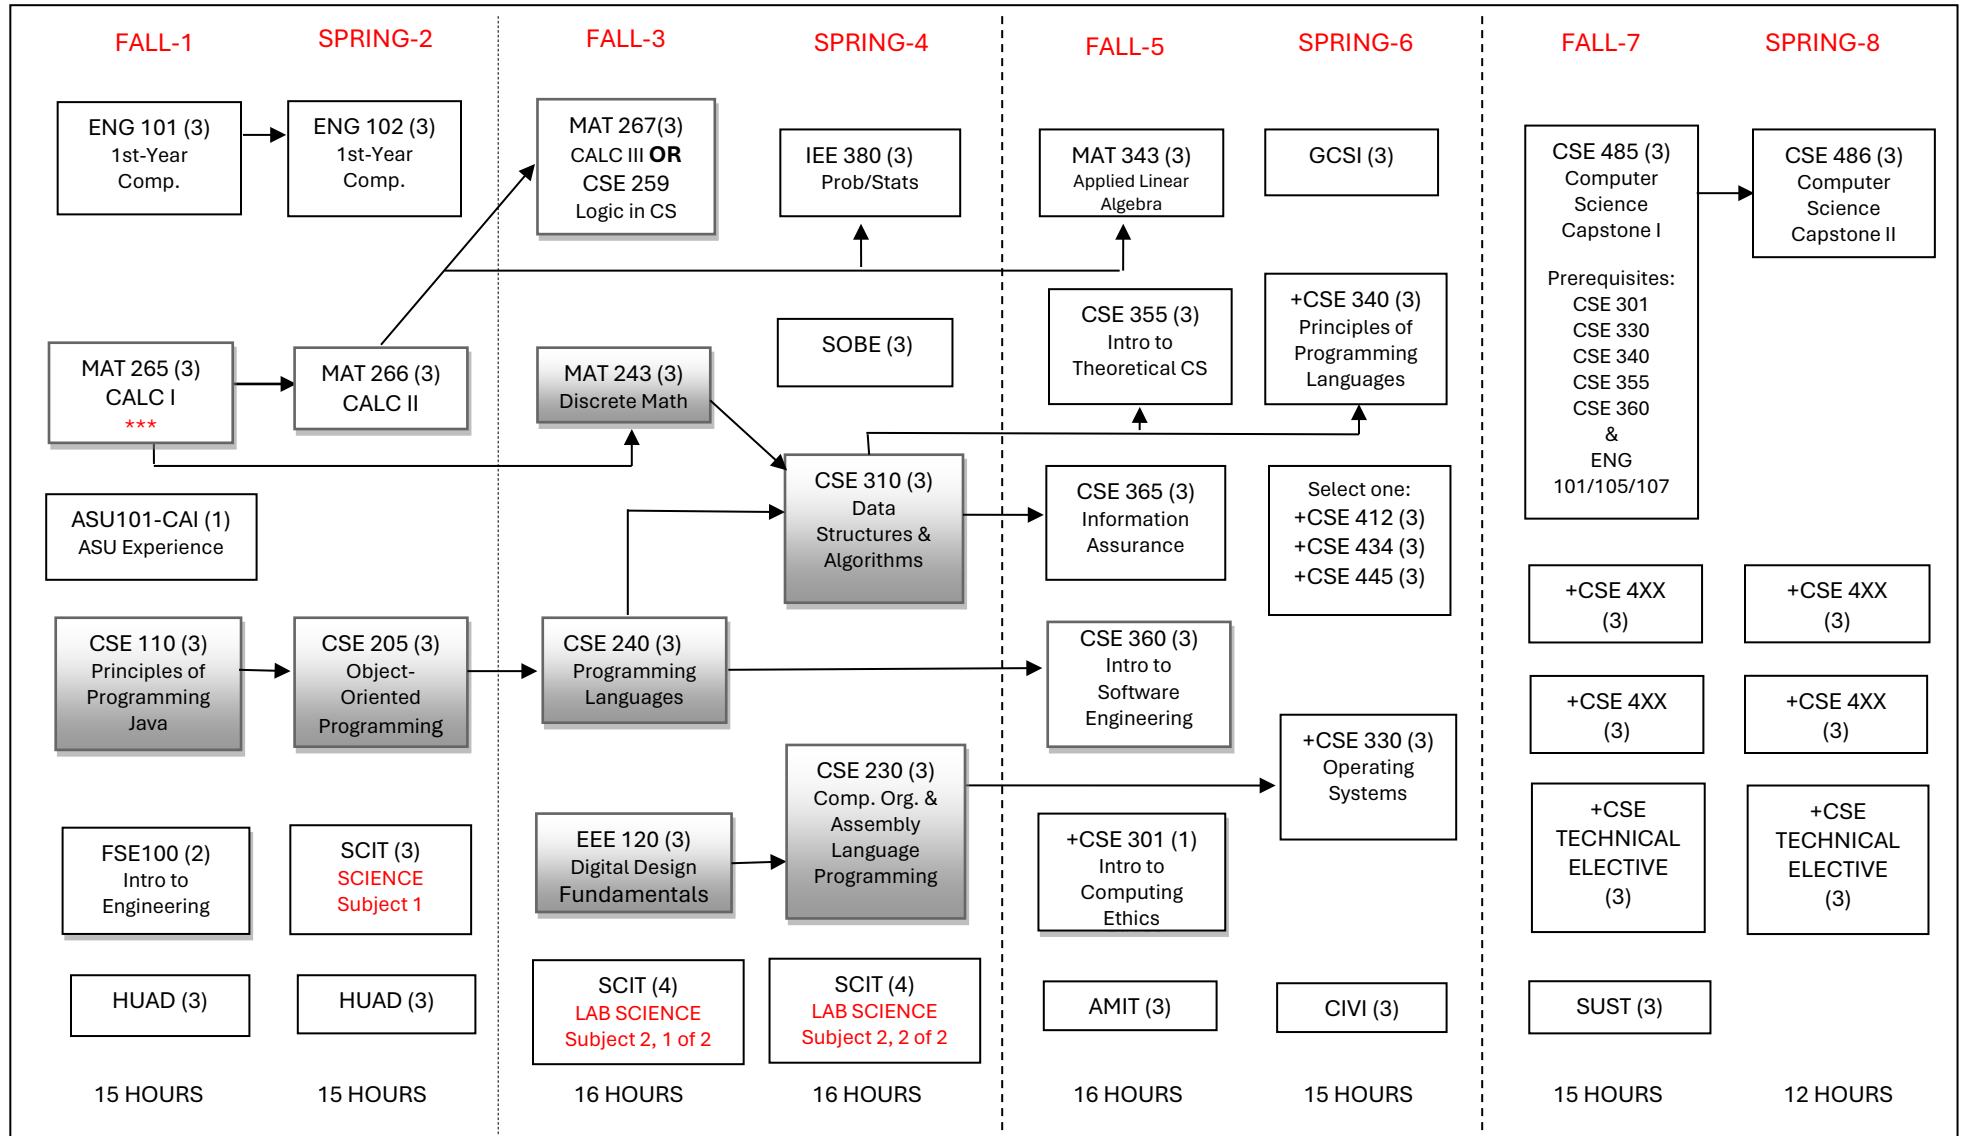 FALL-1
SPRING-2
FALL-3
SPRING-4
FALL-5
SPRING-6
FALL-7
SPRING-8
ENG 101 (3)
1st-Year
Comp.
MAT 265 (3)
CALC I
***
ASU101-CAI (1)
ASU Experience
CSE 110 (3)
Principles of
Programming
Java
FSE100 (2)
Intro to
Engineering
HUAD (3)
15 HOURS
ENG 102 (3)
1st-Year
Comp.
MAT 266 (3)
CALC II
CSE 205 (3)
Object-
Oriented
Programming
SCIT (3)
SCIENCE
Subject 1
HUAD (3)
15 HOURS
MAT 267(3)
CALC III OR
CSE 259
Logic in CS
MAT 243 (3)
Discrete Math
CSE 240 (3)
Programming
Languages
EEE 120 (3)
Digital Design
Fundamentals
SCIT (4)
LAB SCIENCE
Subject 2, 1 of 2
16 HOURS
IEE 380 (3)
Prob/Stats
SOBE (3)
CSE 310 (3)
Data
Structures &
Algorithms
CSE 230 (3)
Comp. Org. &
Assembly
Language
Programming
SCIT (4)
LAB SCIENCE
Subject 2, 2 of 2
16 HOURS
MAT 343 (3)
Applied Linear
Algebra
CSE 355 (3)
Intro to
Theoretical CS
CSE 365 (3)
Information
Assurance
CSE 360 (3)
Intro to
Software
Engineering
+CSE 301 (1)
Intro to
Computing
Ethics
AMIT (3)
16 HOURS
GCSI (3)
+CSE 340 (3)
Principles of
Programming
Languages
Select one:
+CSE 412 (3)
+CSE 434 (3)
+CSE 445 (3)
+CSE 330 (3)
Operating
Systems
CIVI (3)
15 HOURS
CSE 485 (3)
Computer
Science
Capstone I
Prerequisites:
CSE 301
CSE 330
CSE 340
CSE 355
CSE 360
&
ENG
101/105/107
+CSE 4XX
(3)
+CSE 4XX
(3)
+CSE
TECHNICAL
ELECTIVE
(3)
SUST (3)
15 HOURS
CSE 486 (3)
Computer
Science
Capstone II
+CSE 4XX
(3)
+CSE 4XX
(3)
+CSE
TECHNICAL
ELECTIVE
(3)
12 HOURS